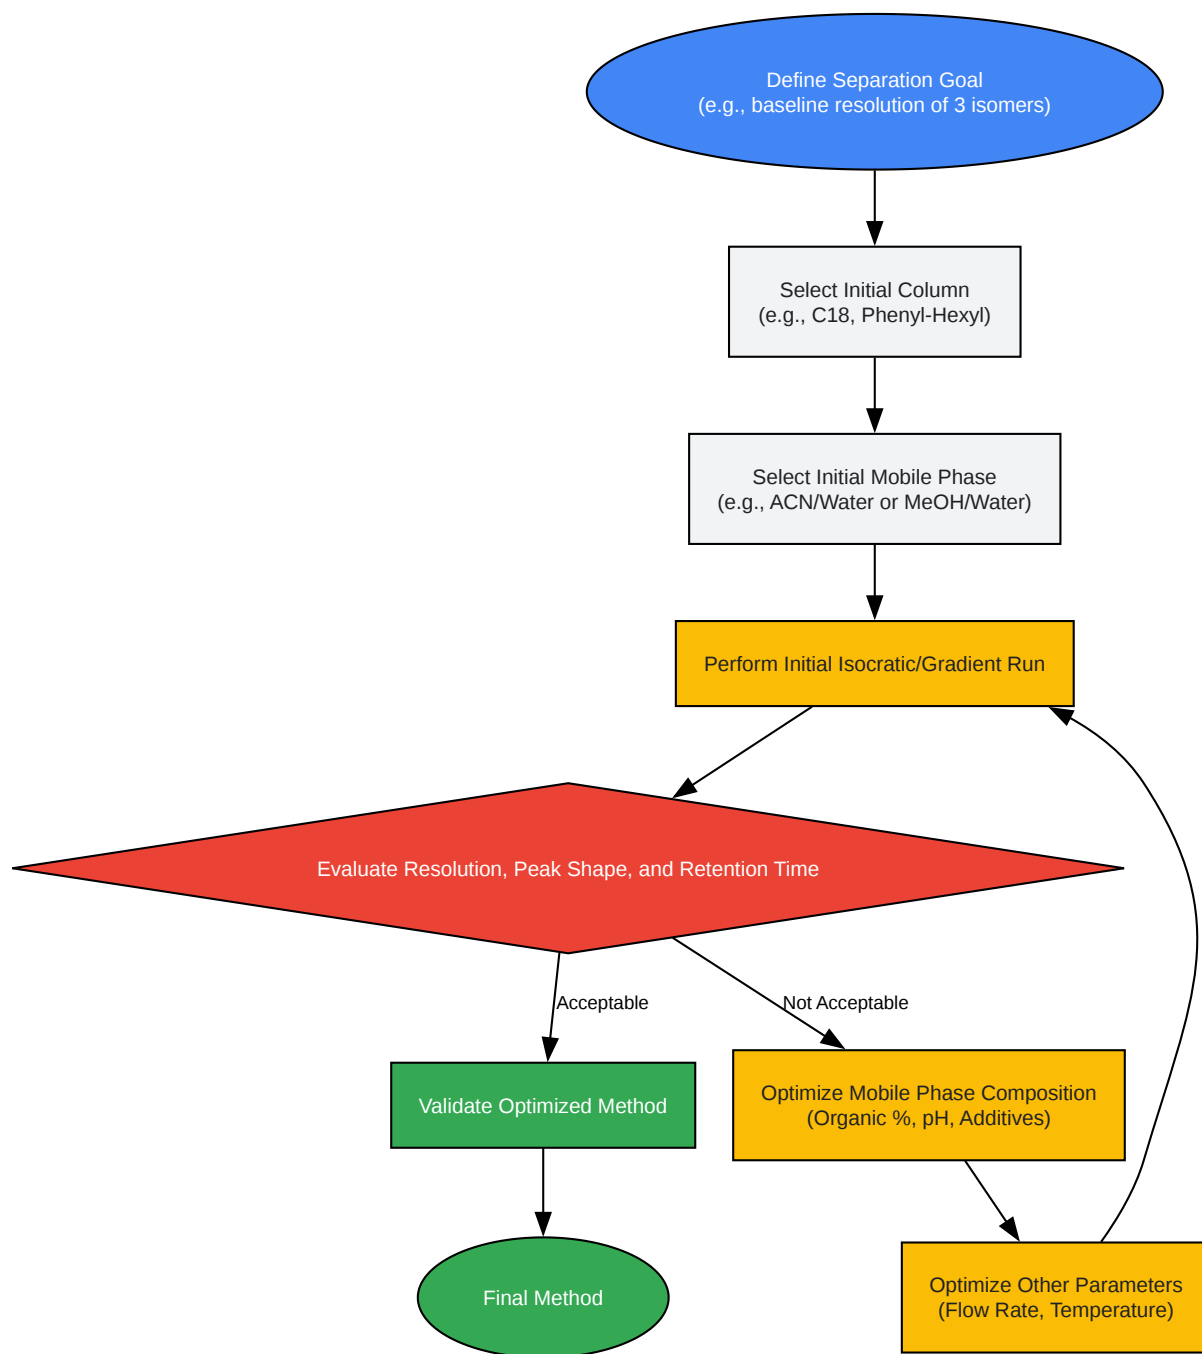 Define Separation Goal
(e.g., baseline resolution of 3 isomers)
Select Initial Column
(e.g., C18, Phenyl-Hexyl)
Select Initial Mobile Phase
(e.g., ACN/Water or MeOH/Water)
Perform Initial Isocratic/Gradient Run
Evaluate Resolution, Peak Shape, and Retention Time
Acceptable
Not Acceptable
Validate Optimized Method
Optimize Mobile Phase Composition
(Organic %, pH, Additives)
Final Method
Optimize Other Parameters
(Flow Rate, Temperature)